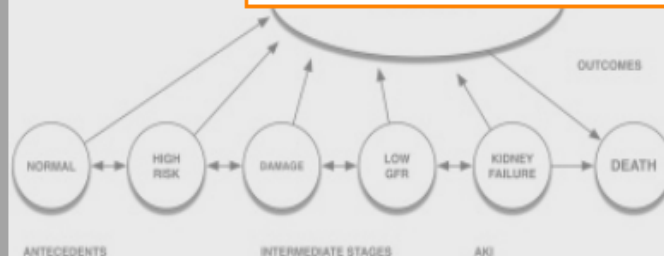 OUTCOMES
NORMAL
HIGH
RISK
DAMAGE
LOW
GFR
KIDNEY
FAILURE
DEATH
ANTECEDENTS
INTERMEDIATE STAGES
AKI